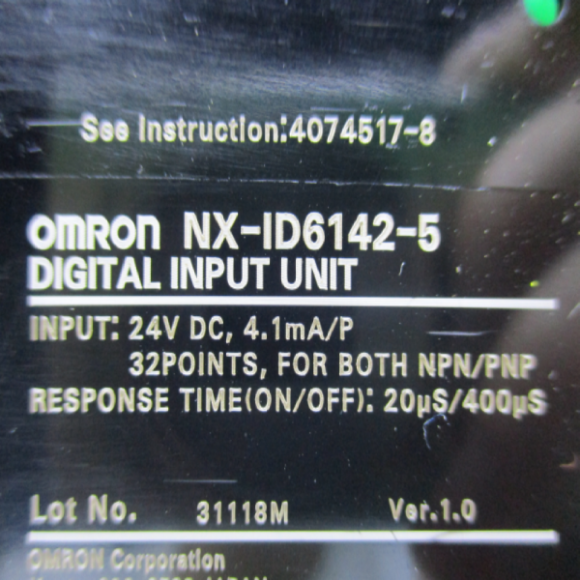 See Instruction:4074517-8
OMRON NX-ID6142-5
DIGITAL INPUT UNIT
INPUT: 24V DC, 4.1mA/P
32POINTS, FOR BOTH NPN/PNP
RESPONSE TIME(ON/OFF): 20μS/400μS
Lot No. 31118M Ver.1.0
OMRON Corporation
JAPAN